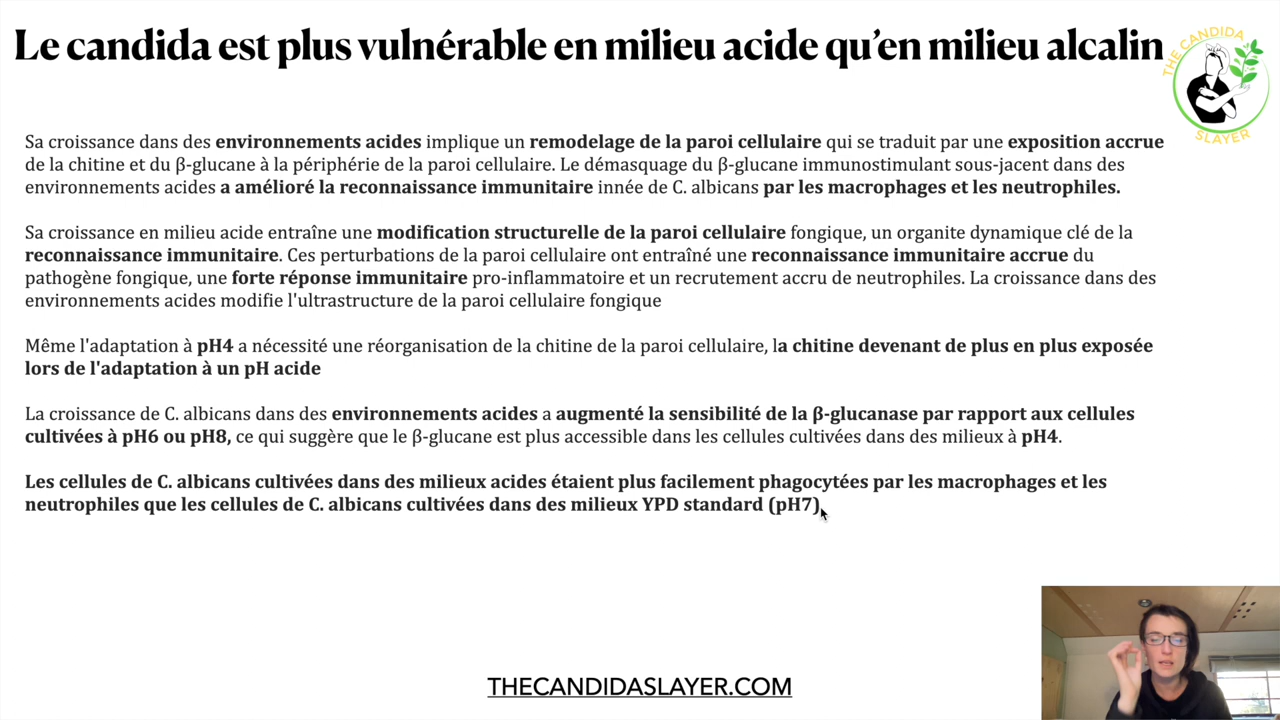 Le candida est plus vulnérable en milieu acide qu'en milieu alcalin
THE CANDIDA
SLAYER
Sa croissance dans des environnements acides implique un remodelage de la paroi cellulaire qui se traduit par une exposition accrue
de la chitine et du β-glucane à la périphérie de la paroi cellulaire. Le démasquage du β-glucane immunostimulant sous-jacent dans des
environnements acides a amélioré la reconnaissance immunitaire innée de C. albicans par les macrophages et les neutrophiles.
Sa croissance en milieu acide entraîne une modification structurelle de la paroi cellulaire fongique, un organite dynamique clé de la
reconnaissance immunitaire. Ces perturbations de la paroi cellulaire ont entraîné une reconnaissance immunitaire accrue du
pathogène fongique, une forte réponse immunitaire pro-inflammatoire et un recrutement accru de neutrophiles. La croissance dans des
environnements acides modifie l'ultrastructure de la paroi cellulaire fongique
Même l'adaptation à pH4 a nécessité une réorganisation de la chitine de la paroi cellulaire, la chitine devenant de plus en plus exposée
lors de l'adaptation à un pH acide
La croissance de C. albicans dans des environnements acides a augmenté la sensibilité de la β-glucanase par rapport aux cellules
cultivées à pH6 ou pH8, ce qui suggère que le β-glucane est plus accessible dans les cellules cultivées dans des milieux à pH4.
Les cellules de C. albicans cultivées dans des milieux acides étaient plus facilement phagocytées par les macrophages et les
neutrophiles que les cellules de C. albicans cultivées dans des milieux YPD standard (pH7)
THECANDIDASLAYER.COM